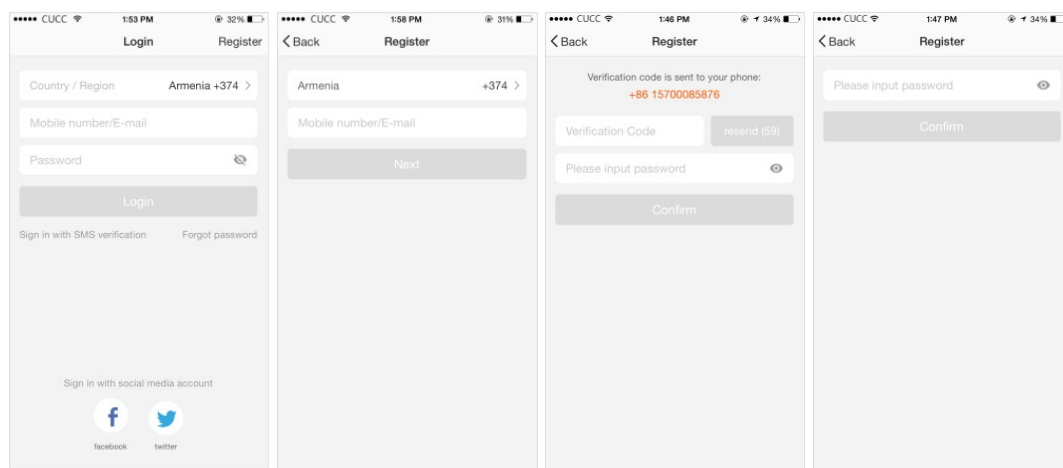 CUCC 1:53 PM 32%
Login Register
Country / Region Armenia +374 >
Mobile number/E-mail
Password
Login
Sign in with SMS verification Forgot password
Sign in with social media account
f
facebook twitter
CUCC 1:58 PM 31%
< Back Register
Armenia +374 >
Mobile number/E-mail
Next
CUCC 1:46 PM 34%
< Back Register
Verification code is sent to your phone:
+86 15700085876
Verification Code resend (59)
Please input password
Confirm
CUCC 1:47 PM 34%
< Back Register
Please input password
Confirm